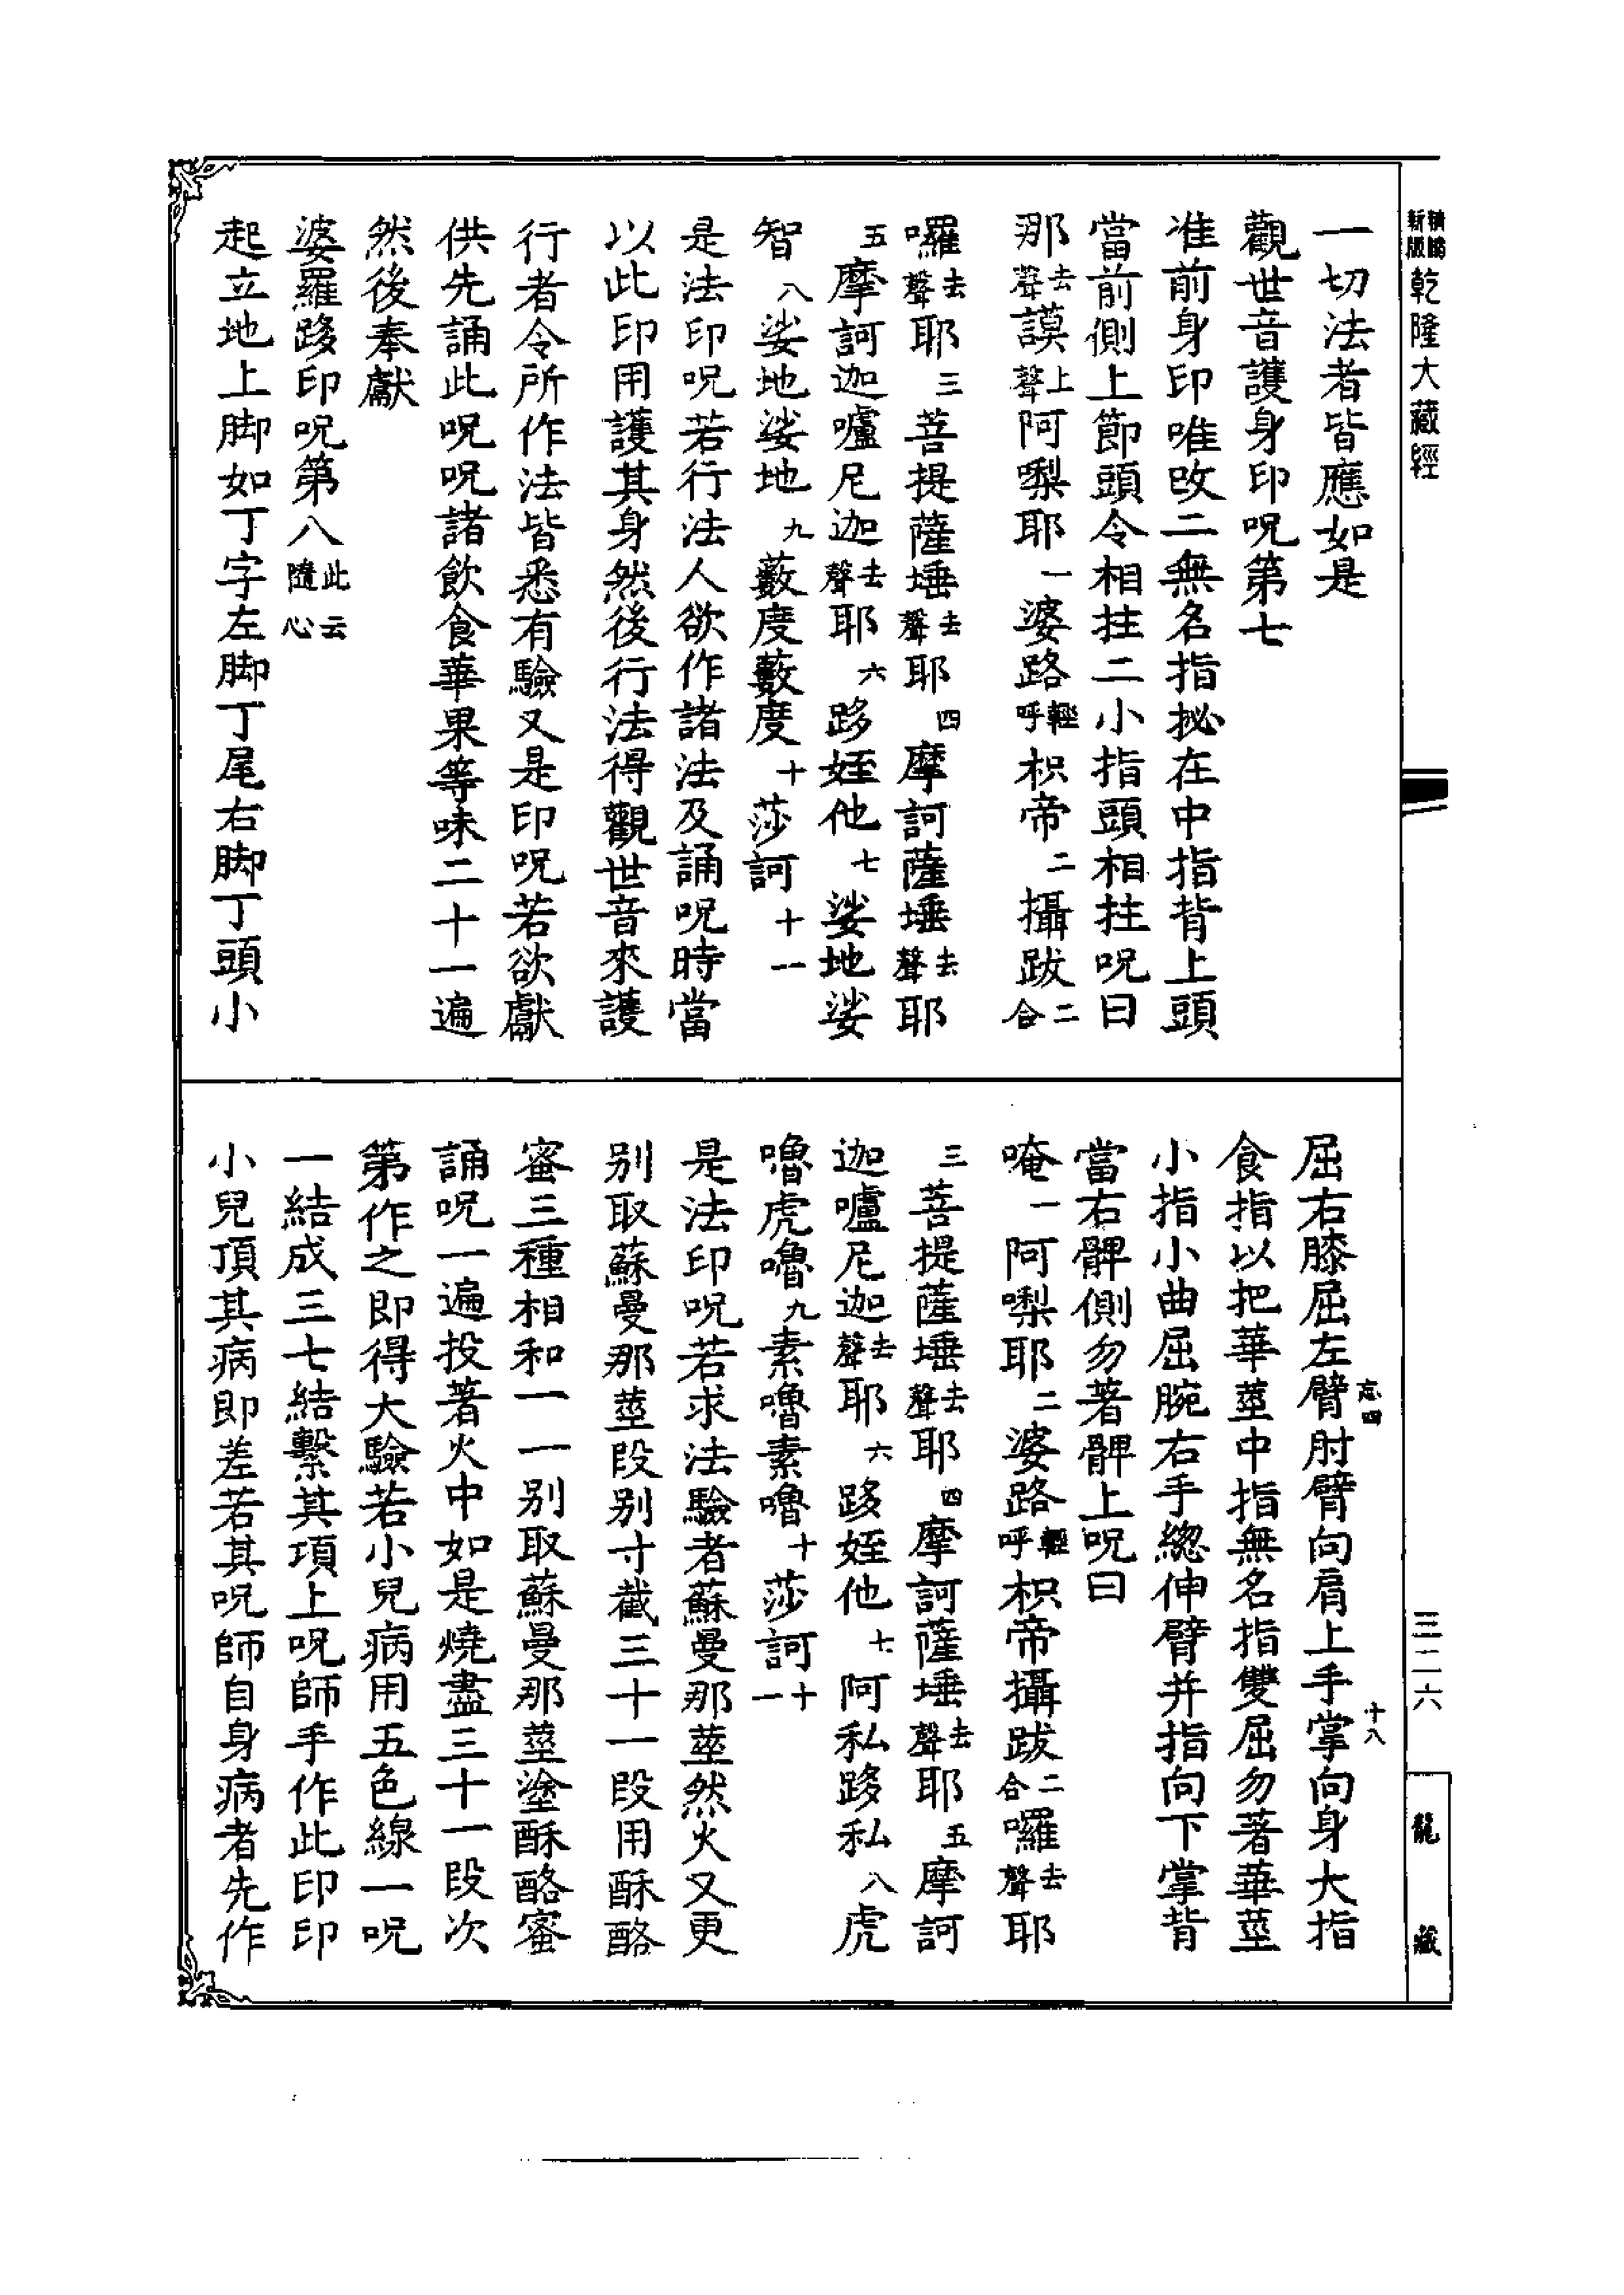 新版
乾隆大藏經
一切法者皆應如是
觀世音護身印呪第七
准前身印唯改二無名指拟在中指背上頭
當前側上節頭令相拄二小指頭相拄呪曰
那去聲謨上聲阿㗚耶一婆路輕呼枳帝二攝跋二合
囉去聲耶三菩提薩埵去聲耶四摩訶薩埵去聲耶
五摩訶迦嚧尼迦去聲耶六跢姪他七娑地娑
智八娑地娑地九藪度藪度十莎訶十一
是法印呪若行法人欲作諸法及誦呪時當
以此印用護其身然後行法得觀世音來護
行者令所作法皆悉有驗又是印呪若欲獻
供先誦此呪呪諸飲食華果等味二十一遍
然後奉獻
婆羅跢印呪第八此云隨心
起立地上脚如丁字左脚丁尾右脚丁頭小
屈右膝屈左臂肘臂向肩上手掌向身大指
食指以把華莖中指無名指雙屈勿著華莖
小指小曲屈腕右手總伸臂并指向下掌背
當右髀側勿著髀上呪曰
唵一阿㗚耶二婆路輕呼枳帝攝跋二合囉去聲耶
三菩提薩埵去聲耶四摩訶薩埵去聲耶五摩訶
迦嚧尼迦去聲耶六跢姪他七阿私跢私八虎
嚕虎嚕九素嚕素嚕十莎訶十一
是法印呪若求法驗者蘇曼那莖然火又更
別取蘇曼那莖段別寸截三十一段用酥酪
蜜三種相和一一別取蘇曼那莖塗酥酪蜜
誦呪一遍投著火中如是燒盡三十一段次
第作之即得大驗若小兒病用五色線一呪
一結成三七結繫其項上呪師手作此印印
小兒頂其病即差若其呪師自身病者先作
忘四
十八
三二六
龍藏